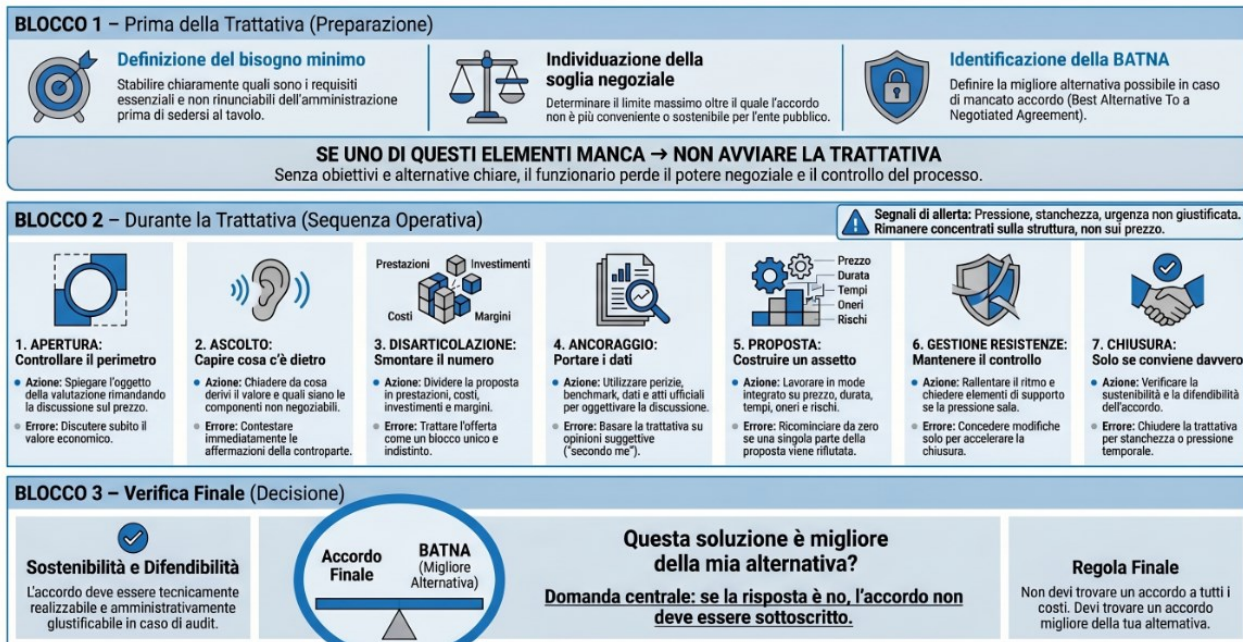 BLOCCO 1 – Prima della Trattativa (Preparazione)
Definizione del bisogno minimo
Stabilire chiaramente quali sono i requisiti
essenziali e non rinunciabili dell'amministrazione
prima di sedersi al tavolo.
Individuazione della
soglia negoziale
Determinare il limite massimo oltre il quale l'accordo
non è più conveniente o sostenibile per l'ente pubblico.
Identificazione della BATNA
Definire la migliore alternativa possibile in caso
di mancato accordo (Best Alternative To a
Negotiated Agreement).
SE UNO DI QUESTI ELEMENTI MANCA → NON AVVIARE LA TRATTATIVA
Senza obiettivi e alternative chiare, il funzionario perde il potere negoziale e il controllo del processo.
BLOCCO 2 – Durante la Trattativa (Sequenza Operativa)
Segnali di allerta: Pressione, stanchezza, urgenza non giustificata.
Rimanere concentrati sulla struttura, non sul prezzo.
1. APERTURA:
Controllare il perimetro
Azione: Spiegare l'oggetto
della valutazione rimandando
la discussione sul prezzo.
Errore: Discutere subito il
valore economico.
2. ASCOLTO:
Capire cosa c'è dietro
Azione: Chiadere da cosa
derivi il valore e quali siano le
componenti non negoziabili.
Errore: Contestare
immediatamente le
affermazioni della controparte.
Prestazioni
Investimenti
Costi
Margini
3. DISARTICOLAZIONE:
Smontare il numero
Azione: Dividere la proposta
in prestazioni, costi,
investimenti e margini.
Errore: Trattare l'offerta
come un blocco unico e
indistinto.
4. ANCORAGGIO:
Portare i dati
Azione: Utilizzare perizie,
benchmark, dati e atti ufficiali
per oggettivare la discussione.
Errore: Basare la trattativa su
opinioni suggettive
("secondo me").
Prezzo
Durata
Tempi
Oneri
Rischi
5. PROPOSTA:
Costruire un assetto
Azione: Lavorare in mode
integrato su prezzo, durata,
tempi, oneri e rischi.
Errore: Ricominciare da zero
se una singola parte della
proposta viene riflutata.
6. GESTIONE RESISTENZE:
Mantenere il controllo
Azione: Rallentare il ritmo e
chiedere elementi di supporto
se la pressione sala.
Errore: Concedere modifiche
solo per accelerare la
chiusura.
7. CHIUSURA:
Solo se conviene davvero
Azione: Verificare la
sostenibilità e la difendibilità
dell'accordo.
Errore: Chiudere la trattativa
per stanchezza o pressione
temporale.
BLOCCO 3 – Verifica Finale (Decisione)
Sostenibilità e Difendibilità
L'accordo deve essere tecnicamente
realizzabile e amministrativamente
glustificabile in caso di audit.
Accordo
Finale
BATNA
(Migliore
Alternativa)
Questa soluzione è migliore
della mia alternativa?
Domanda centrale: se la risposta è no, l'accordo non
deve essere sottoscritto.
Regola Finale
Non devi trovare un accordo a tutti i
costi. Devi trovare un accordo
migliore della tua alternativa.